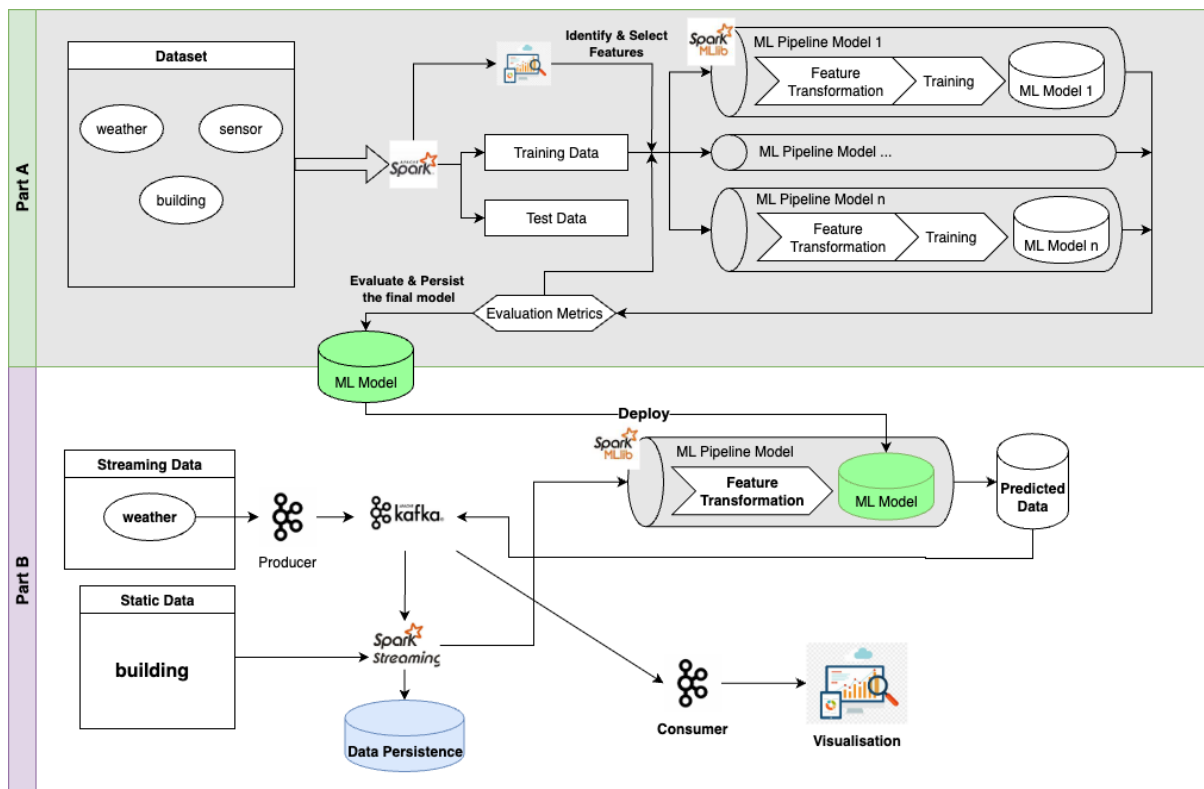 Part A
Dataset
weather
sensor
building
APACHE
Spark
Identify & Select
Features
Training Data
Test Data
Spark
MLlib
ML Pipeline Model 1
Feature
Transformation
Training
ML Model 1
ML Pipeline Model ...
ML Pipeline Model n
Feature
Transformation
Training
ML Model n
Evaluate & Persist
the final model
Evaluation Metrics
ML Model
Part B
Deploy
Streaming Data
weather
Producer
kafka
Spark
MLlib
ML Pipeline Model
Feature
Transformation
ML Model
Predicted
Data
Static Data
building
Spark
Streaming
Data Persistence
Consumer
Visualisation